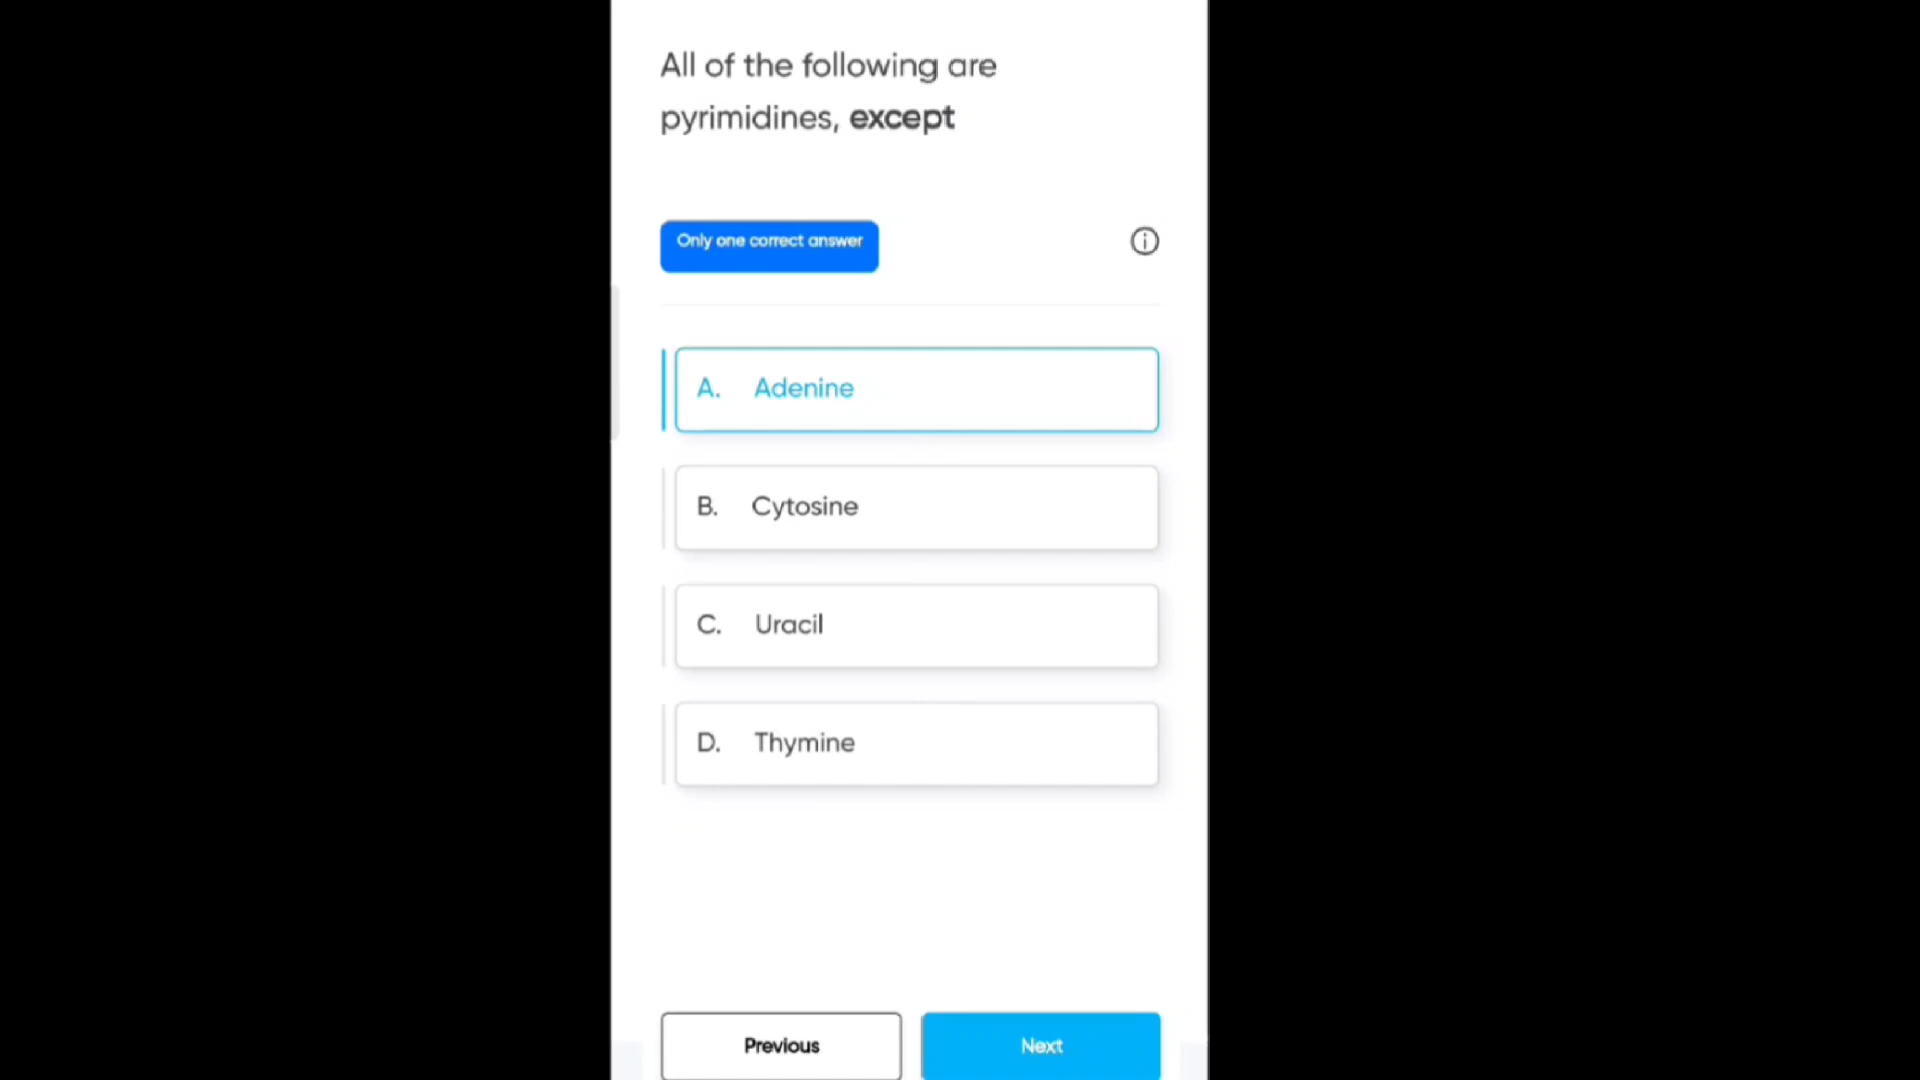 All of the following are
pyrimidines, except
Only one correct answer
A. Adenine
B. Cytosine
C. Uracil
D. Thymine
Previous
Next